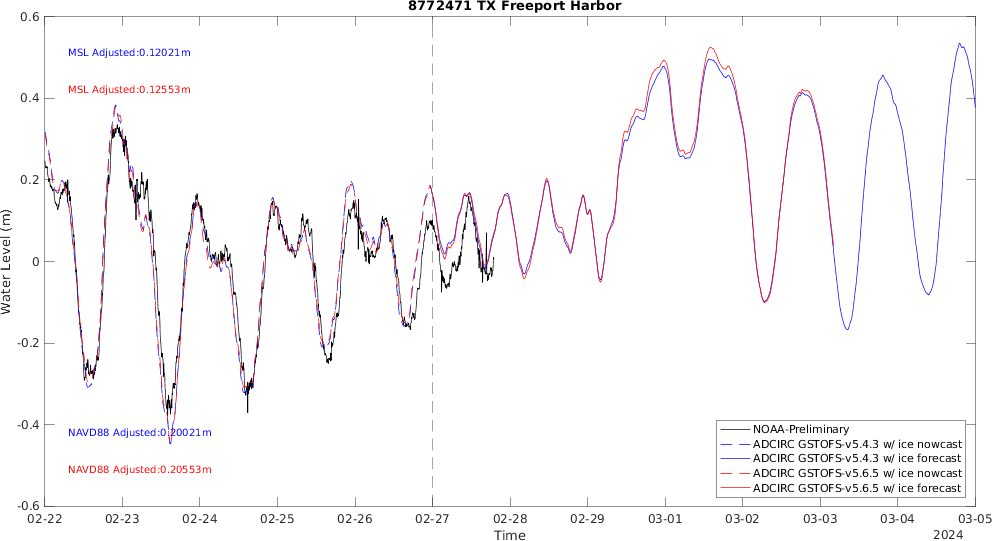 8772471 TX Freeport Harbor
MSL Adjusted:0.12021m
MSL Adjusted:0.12553m
NAVD88 Adjusted:0.20021m
NAVD88 Adjusted:0.20553m
Water Level (m)
0.6
0.4
0.2
0
-0.2
-0.4
-0.6
NOAA-Preliminary
ADCIRC GSTOFS-v5.4.3 w/ ice nowcast
ADCIRC GSTOFS-v5.4.3 w/ ice forecast
ADCIRC GSTOFS-v5.6.5 w/ ice nowcast
ADCIRC GSTOFS-v5.6.5 w/ ice forecast
02-22 02-23 02-24 02-25 02-26 02-27 02-28 02-29 03-01 03-02 03-03 03-04 03-05
Time
2024